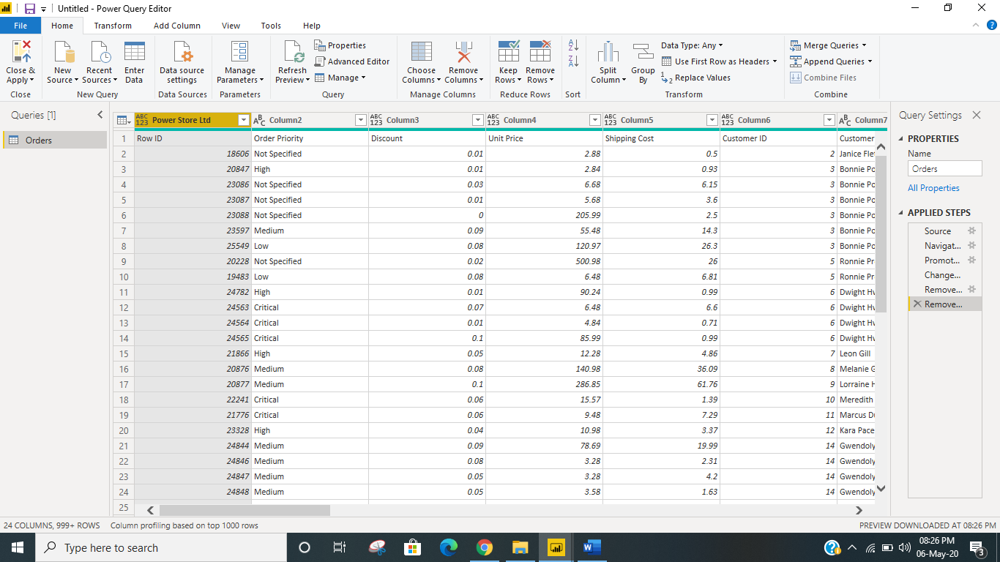 Untitled - Power Query Editor
File Home Transform Add Column View Tools Help
Close & Apply
New Source
Recent Sources
Enter Data
Data source settings
Manage Parameters
Refresh Preview
Properties
Advanced Editor
Manage
Choose Columns
Remove Columns
Keep Rows
Remove Rows
Split Column
Group By
Data Type: Any
Use First Row as Headers
Replace Values
Merge Queries
Append Queries
Combine Files
Close New Query Data Sources Parameters Query Manage Columns Reduce Rows Sort Transform Combine
Queries [1]
Orders
ABC 123 Power Store Ltd ABC Column2 ABC 123 Column3 ABC 123 Column4 ABC 123 Column5 ABC 123 Column6 ABC Column7
1 Row ID Order Priority Discount Unit Price Shipping Cost Customer ID Customer
2 18606 Not Specified 0.01 2.88 0.5 2 Janice Fle
3 20847 High 0.01 2.84 0.93 3 Bonnie Po
4 23086 Not Specified 0.03 6.68 6.15 3 Bonnie Po
5 23087 Not Specified 0.01 5.68 3.6 3 Bonnie Po
6 23088 Not Specified 0 205.99 2.5 3 Bonnie Po
7 23597 Medium 0.09 55.48 14.3 3 Bonnie Po
8 25549 Low 0.08 120.97 26.3 3 Bonnie Po
9 20228 Not Specified 0.02 500.98 26 5 Ronnie Pr
10 19483 Low 0.08 6.48 6.81 5 Ronnie Pr
11 24782 High 0.01 90.24 0.99 6 Dwight Hw
12 24563 Critical 0.07 6.48 6.6 6 Dwight Hw
13 24564 Critical 0.01 4.84 0.71 6 Dwight Hw
14 24565 Critical 0.1 85.99 0.99 6 Dwight Hw
15 21866 High 0.05 12.28 4.86 7 Leon Gill
16 20876 Medium 0.08 140.98 36.09 8 Melanie G
17 20877 Medium 0.1 286.85 61.76 9 Lorraine H
18 22241 Critical 0.06 15.57 1.39 10 Meredith
19 21776 Critical 0.06 9.48 7.29 11 Marcus Du
20 23328 High 0.04 10.98 3.37 12 Kara Pace
21 24844 Medium 0.09 78.69 19.99 14 Gwendoly
22 24846 Medium 0.08 3.28 2.31 14 Gwendoly
23 24847 Medium 0.05 3.28 4.2 14 Gwendoly
24 24848 Medium 0.05 3.58 1.63 14 Gwendoly
25
Query Settings
PROPERTIES
Name
Orders
All Properties
APPLIED STEPS
Source
Navigat...
Promot...
Change...
Remove...
Remove...
24 COLUMNS, 999+ ROWS Column profiling based on top 1000 rows PREVIEW DOWNLOADED AT 08:26 PM
Type here to search
08:26 PM
06-May-20
3